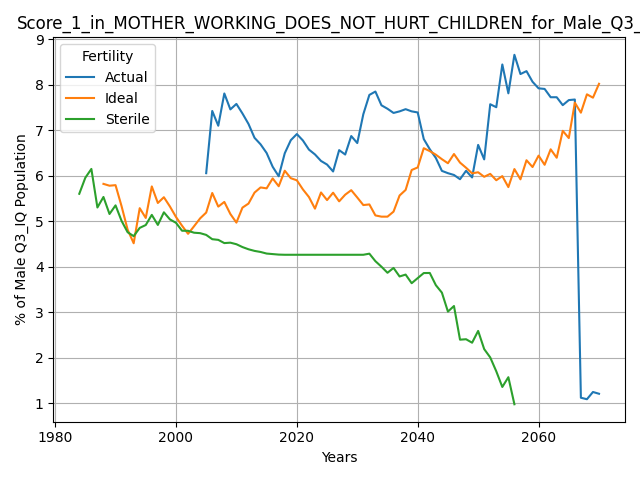 Score_1_in_MOTHER_WORKING_DOES_NOT_HURT_CHILDREN_for_Male_Q3_
Fertility
Actual
Ideal
Sterile
% of Male Q3_IQ Population
9
8
7
6
5
4
3
2
1
1980 2000 2020 2040 2060
Years